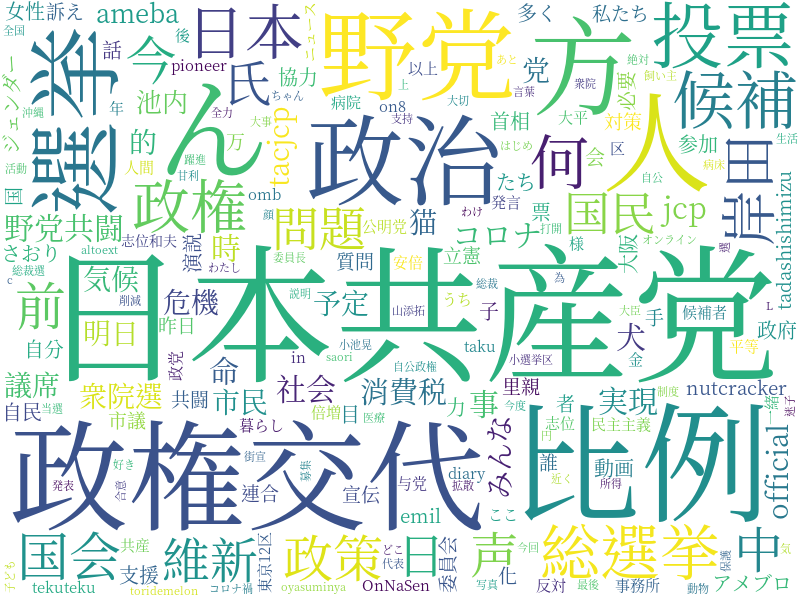 女性訴え
ameba
日本
野党
方
多く
私たち
投票
全国
選挙
今
話
後
pioneer
氏
協力
ニュース
ちゃん
以上
党
あと
言葉
衆院
必要
絶対
飼い主
候補
ジェンダー
沖縄
年
池内
ん
全力
病院
on8
上
支持
大切
首相
大平
対策
国
活動
人間
的
躍進
甘利
万
大事
tacjcp
政治
はじめ
何
人
参加
自公
病床
生活
岸田
tadashishimizu
政権
omb
たち
会
区
票
国民
jcp
野党共闘
さおり
altoext
時
問題
顔
公明党
猫
発言
わけ
コロナ
打開
様
大阪
オンライン
選
志位和夫
わたし
演説
質問
安倍
立憲
為
総裁選
c
気候
削減
委員長
説明
総裁
前
危機
日本共産党
予定
うち
子
犬
手
大臣
候補者
L
政府
明日
昨日
山添拓
taku
小選挙区
金
平等
自分
政党
命
in
小池晃
saori
自公政権
議席
衆院選
社会
消費税
里親
実現
nutcracker
自民
当選
共闘
市民
倍増
目
医療
力
事
者
志位
制度
今度
一緒
迷子
市議
暮らし
みんな
民主主義
円
政権交代
比例
official
好き
街宣
募集
誰
動画
近く
発表
合意
連合
宣伝
与党
diary
拡散
ここ
所得
国会
共産
維新
東京12区
政策
emil
どこ
代表
日
委員会
声
総選挙
今回
中
保護
気
子ども
支援
コロナ禍
OnNaSen
化
反対
事務所
アメブロ
tekuteku
toridemelon
oyasuminya
写真
最後
動物